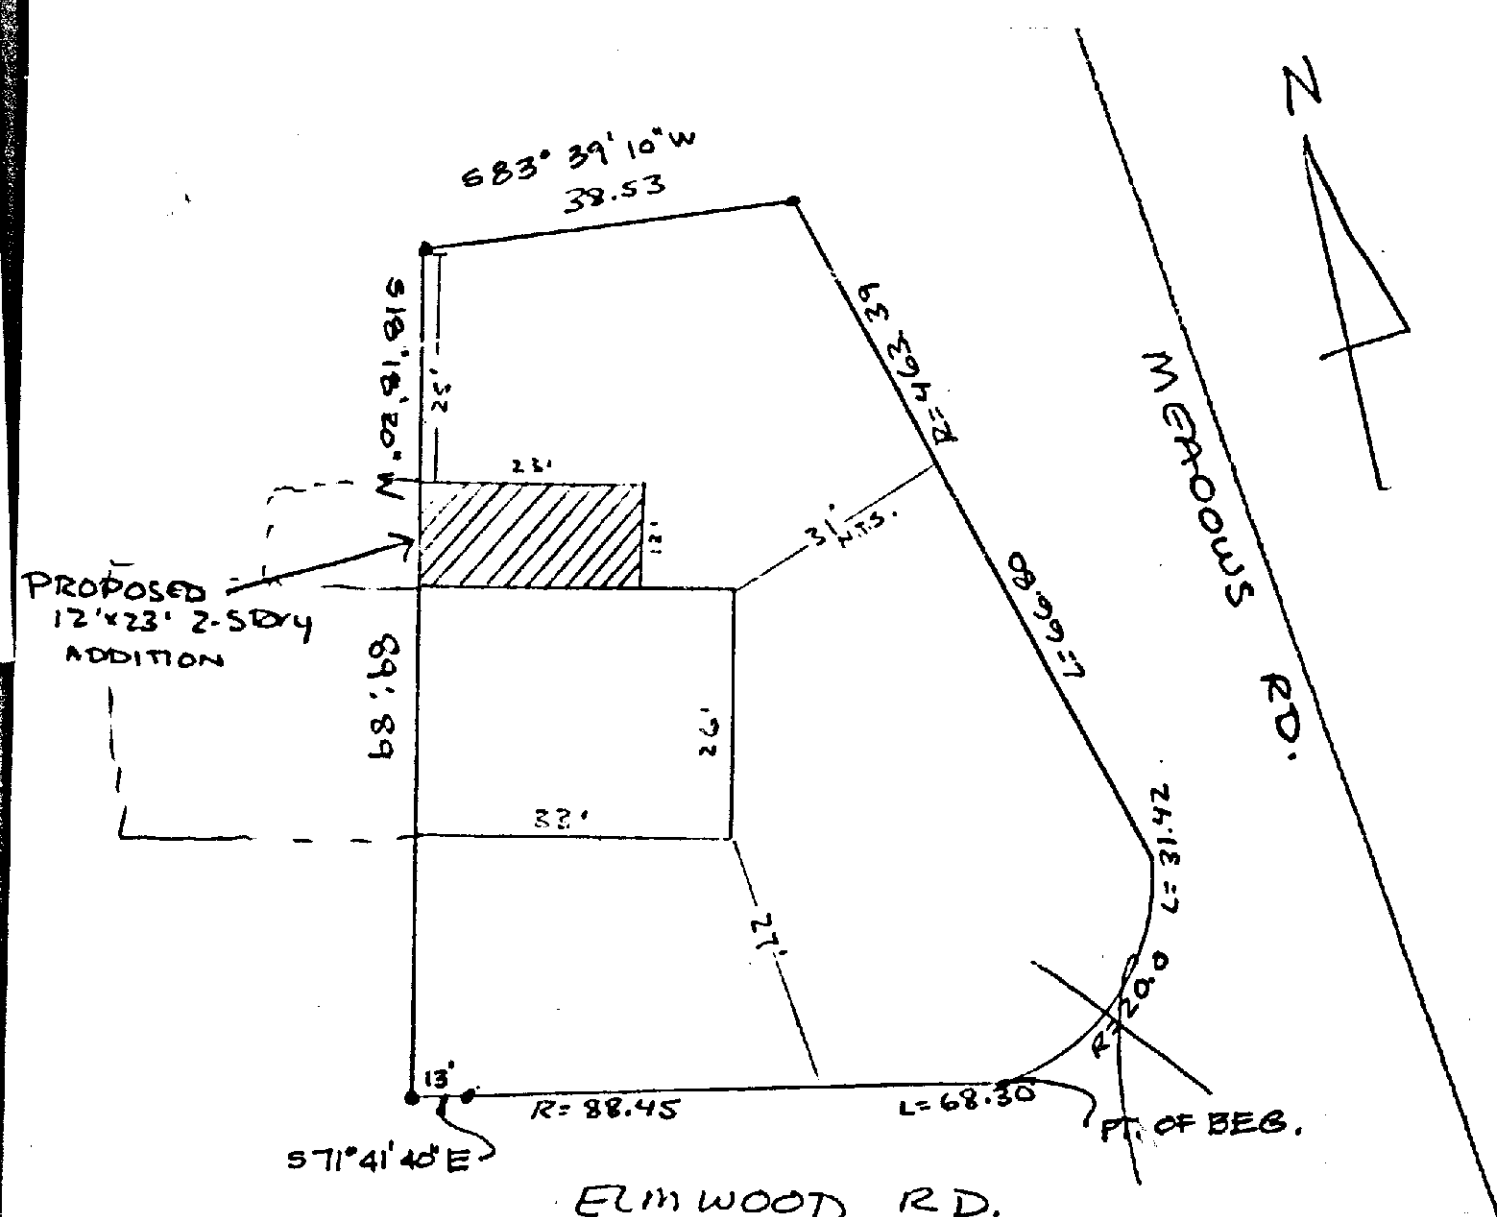 N
S83° 39' 10" W
38.53
S18° 18' 20" W
25'
R=463.39
MEADOWS RD.
23'
12'
31'
N.T.S.
PROPOSED
12'x23' 2-STORY
ADDITION
L=66.80
89.89
26'
33'
L=31.42
27'
R=20.0
13'
R=88.45
L=68.30
PT. OF BEG.
S71°41'40"E
ELMWOOD RD.